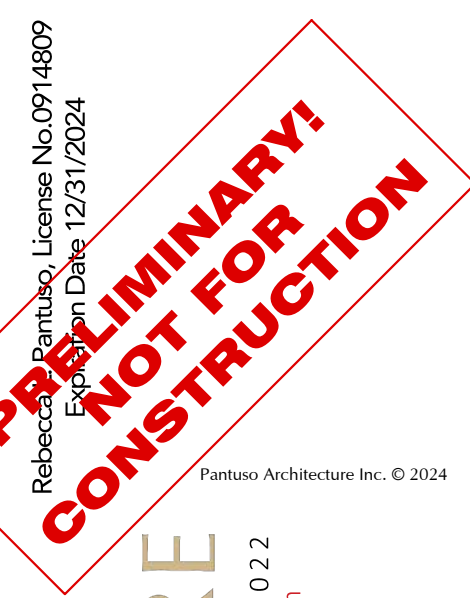 Rebecca Pantuso, License No.0914809
Expiration Date 12/31/2024
PRELIMINARY!
NOT FOR
CONSTRUCTION
Pantuso Architecture Inc. © 2024
RE
022